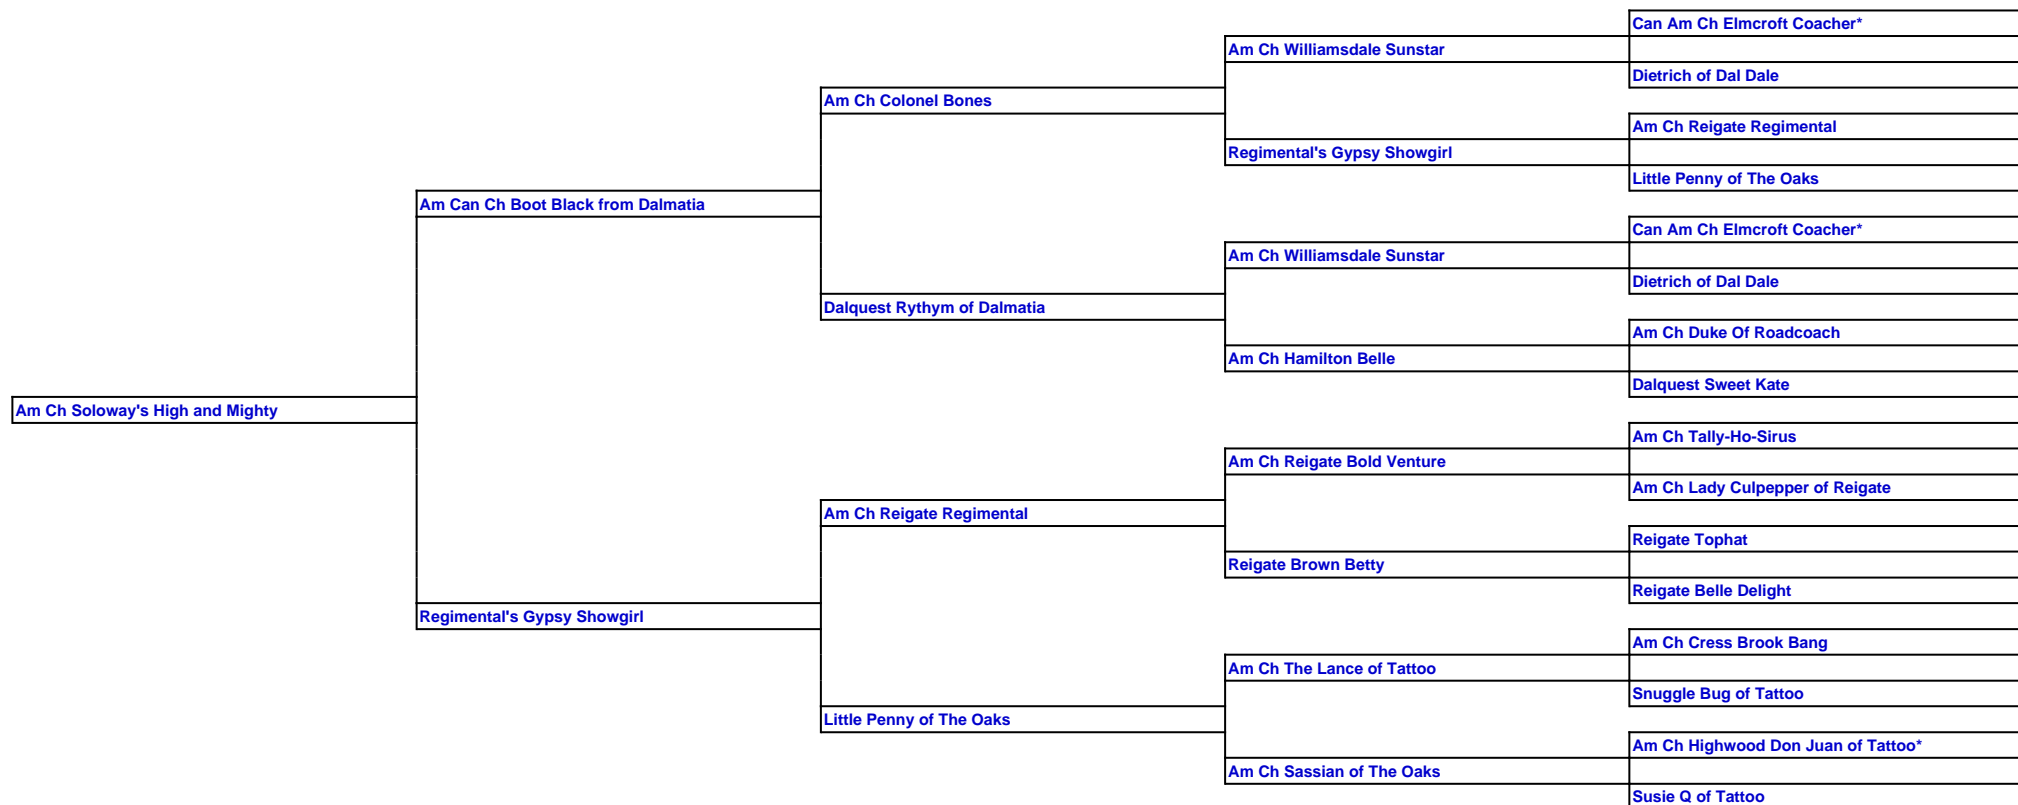 Can Am Ch Elmcroft Coacher*
Am Ch Williamsdale Sunstar
Dietrich of Dal Dale
Am Ch Colonel Bones
Am Ch Reigate Regimental
Regimental's Gypsy Showgirl
Little Penny of The Oaks
Am Can Ch Boot Black from Dalmatia
Can Am Ch Elmcroft Coacher*
Am Ch Williamsdale Sunstar
Dietrich of Dal Dale
Dalquest Rythym of Dalmatia
Am Ch Duke Of Roadcoach
Am Ch Hamilton Belle
Dalquest Sweet Kate
Am Ch Soloway's High and Mighty
Am Ch Tally-Ho-Sirus
Am Ch Reigate Bold Venture
Am Ch Lady Culpepper of Reigate
Am Ch Reigate Regimental
Reigate Tophat
Reigate Brown Betty
Reigate Belle Delight
Regimental's Gypsy Showgirl
Am Ch Cress Brook Bang
Am Ch The Lance of Tattoo
Snuggle Bug of Tattoo
Little Penny of The Oaks
Am Ch Highwood Don Juan of Tattoo*
Am Ch Sassian of The Oaks
Susie Q of Tattoo